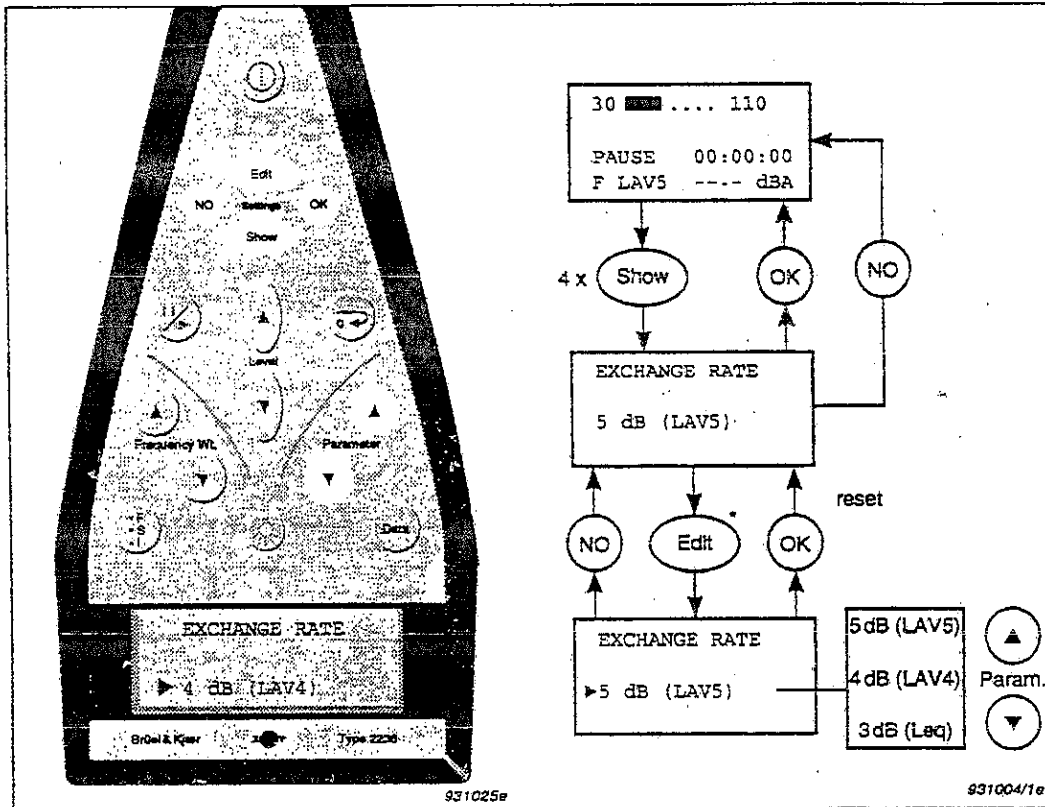 Edit
NO Settings OK
Show
Level
Frequency Wt. Parameter
Data
EXCHANGE RATE
▶ 4 dB (LAV4)
Brüel & Kjær Type 2236
931025e
30 .... 110
PAUSE 00:00:00
F LAV5 --.- dBA
4 x Show OK NO
EXCHANGE RATE
5 dB (LAV5)
reset
NO Edit OK
EXCHANGE RATE
▶5 dB (LAV5)
5 dB (LAV5)
4 dB (LAV4) Param.
3 dB (Leq)
931004/1e